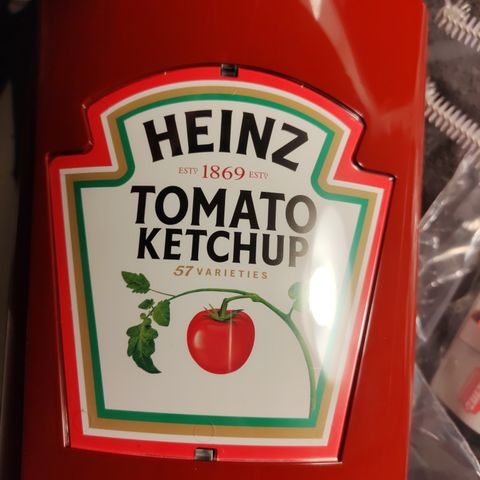 HEINZ
ESTD 1869 ESTD
TOMATO
KETCHUP
57 VARIETIES